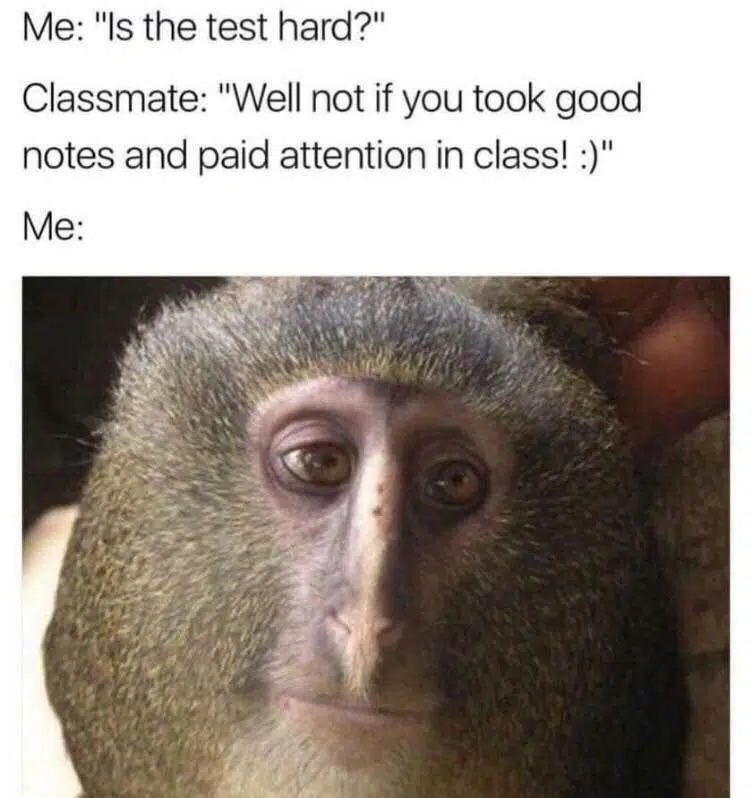 Me: "Is the test hard?"
Classmate: "Well not if you took good
notes and paid attention in class! :)"
Me: